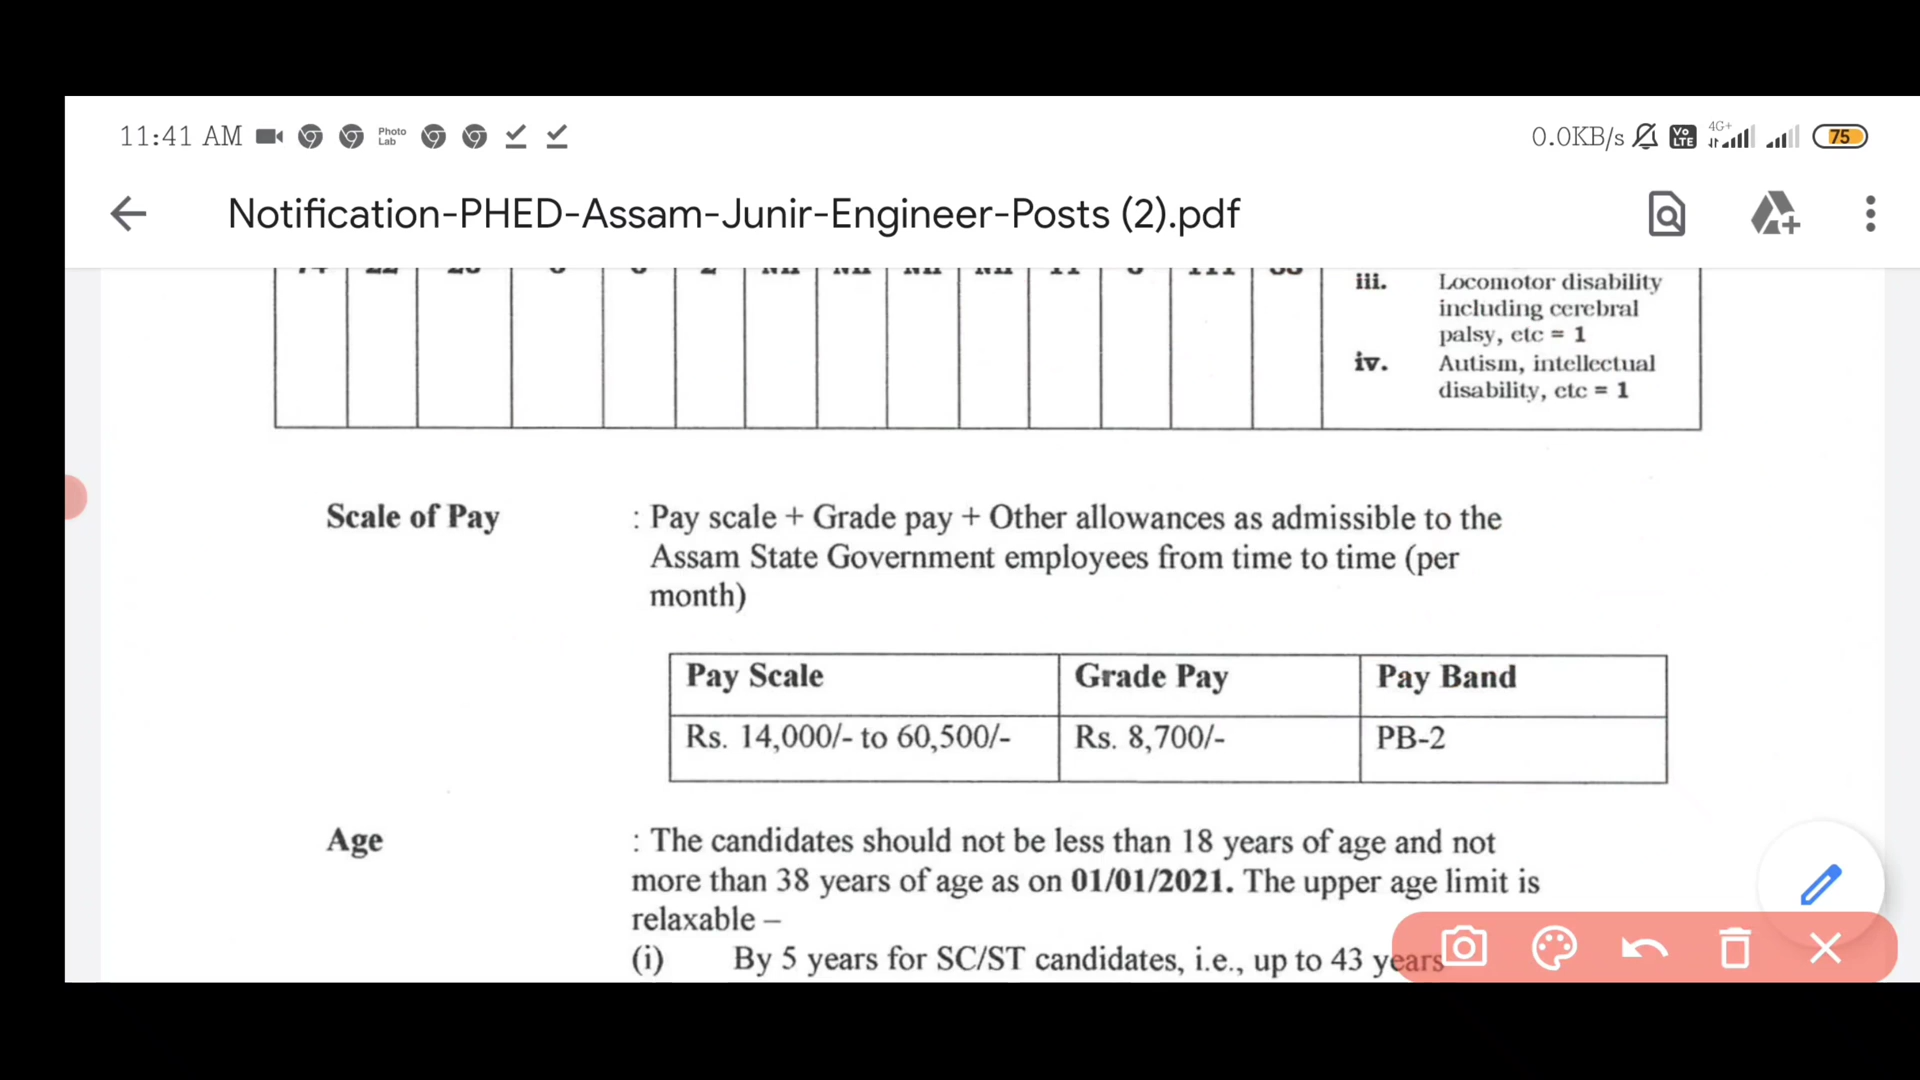 11:41 AM Photo Lab 0.0KB/s Vo LTE 4G+ 75
Notification-PHED-Assam-Junir-Engineer-Posts (2).pdf
iii. Locomotor disability
including cerebral
palsy, etc = 1
iv. Autism, intellectual
disability, etc = 1
Scale of Pay : Pay scale + Grade pay + Other allowances as admissible to the
Assam State Government employees from time to time (per
month)
Pay Scale Grade Pay Pay Band
Rs. 14,000/- to 60,500/- Rs. 8,700/- PB-2
Age : The candidates should not be less than 18 years of age and not
more than 38 years of age as on 01/01/2021. The upper age limit is
relaxable –
(i) By 5 years for SC/ST candidates, i.e., up to 43 years